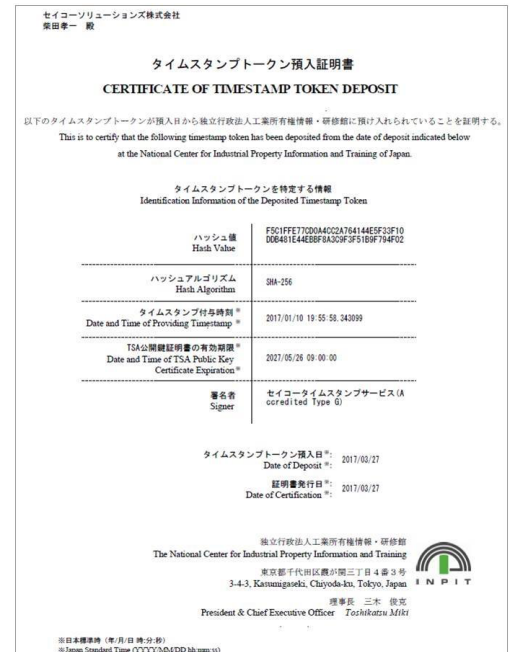 セイコーソリューションズ株式会社
柴田孝一 殿
タイムスタンプトークン預入証明書
CERTIFICATE OF TIMESTAMP TOKEN DEPOSIT
以下のタイムスタンプトークンが預入日から独立行政法人工業所有権情報・研修館に預け入れられていることを証明する。
This is to certify that the following timestamp token has been deposited from the date of deposit indicated below
at the National Center for Industrial Property Information and Training of Japan.
タイムスタンプトークンを特定する情報
Identification Information of the Deposited Timestamp Token
ハッシュ値
Hash Value
F5C1FFE77CD0A4CC2A764144E5F33F10
DDB481E44EBBF8A3C9F3F51B9F794F02
ハッシュアルゴリズム
Hash Algorithm
SHA-256
タイムスタンプ付与時刻※
Date and Time of Providing Timestamp ※
2017/01/10 19:55:58.343099
TSA公開鍵証明書の有効期限※
Date and Time of TSA Public Key
Certificate Expiration※
2027/05/26 09:00:00
署名者
Signer
セイコータイムスタンプサービス(A
ccredited Type G)
タイムスタンプトークン預入日※:
Date of Deposit ※:
2017/03/27
証明書発行日※:
Date of Certification ※:
2017/03/27
独立行政法人工業所有権情報・研修館
The National Center for Industrial Property Information and Training
東京都千代田区霞が関三丁目4番3号
3-4-3, Kasumigaseki, Chiyoda-ku, Tokyo, Japan
INPIT
理事長 三木 俊克
President & Chief Executive Officer Toshikatsu Miki
※日本標準時（年/月/日 時:分:秒）
※Japan Standard Time (YYYY/MM/DD hh:mm:ss)